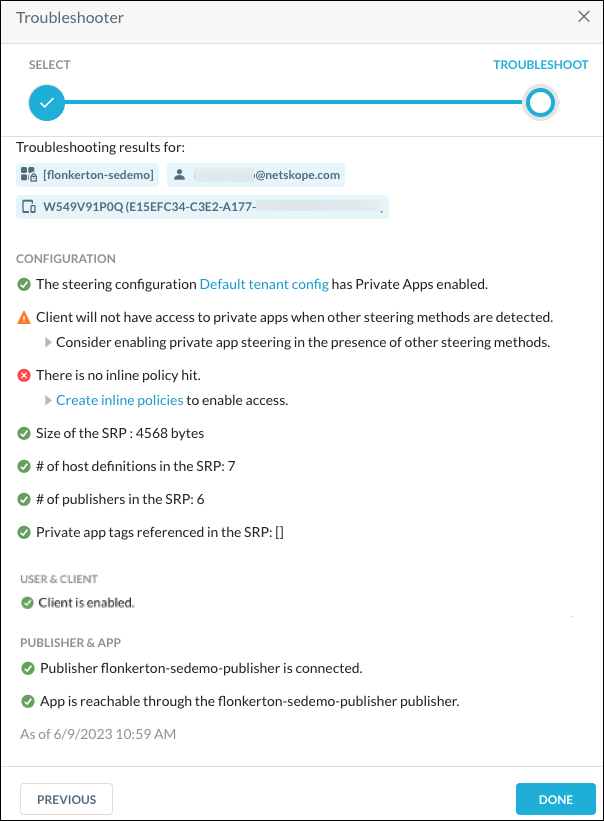 Troubleshooter
SELECT
TROUBLESHOOT
Troubleshooting results for:
[flonkerton-sedemo]
@netskope.com
W549V91P0Q (E15EFC34-C3E2-A177-
CONFIGURATION
The steering configuration Default tenant config has Private Apps enabled.
Client will not have access to private apps when other steering methods are detected.
Consider enabling private app steering in the presence of other steering methods.
There is no inline policy hit.
Create inline policies to enable access.
Size of the SRP : 4568 bytes
# of host definitions in the SRP: 7
# of publishers in the SRP: 6
Private app tags referenced in the SRP: []
USER & CLIENT
Client is enabled.
PUBLISHER & APP
Publisher flonkerton-sedemo-publisher is connected.
App is reachable through the flonkerton-sedemo-publisher publisher.
As of 6/9/2023 10:59 AM
PREVIOUS
DONE